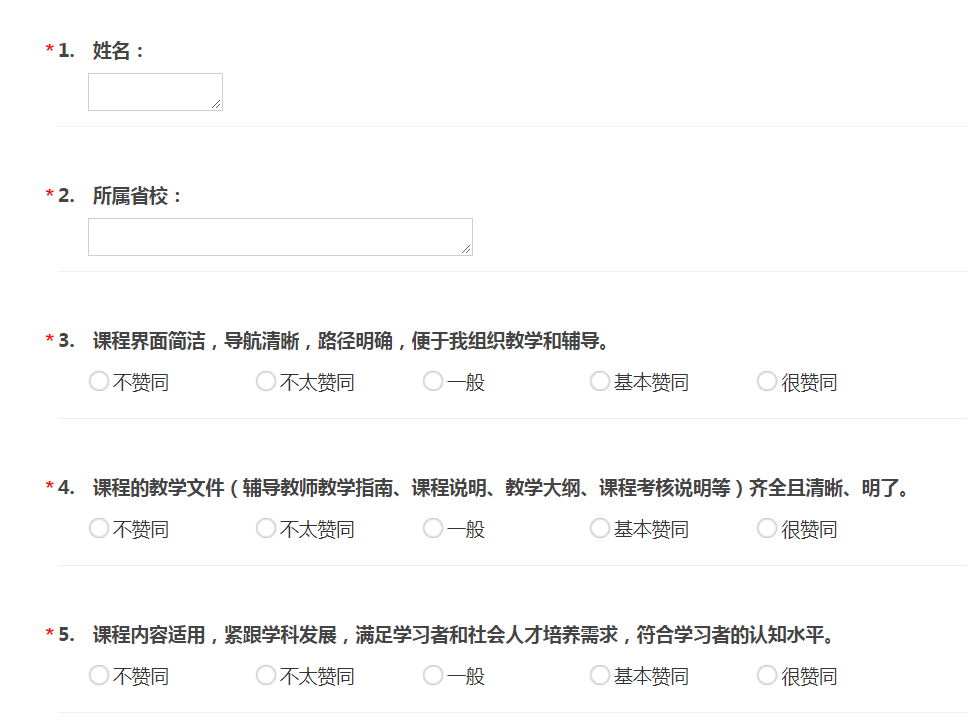 * 1. 姓名：
* 2. 所属省校：
* 3. 课程界面简洁，导航清晰，路径明确，便于我组织教学和辅导。
不赞同 不太赞同 一般 基本赞同 很赞同
* 4. 课程的教学文件（辅导教师教学指南、课程说明、教学大纲、课程考核说明等）齐全且清晰、明了。
不赞同 不太赞同 一般 基本赞同 很赞同
* 5. 课程内容适用，紧跟学科发展，满足学习者和社会人才培养需求，符合学习者的认知水平。
不赞同 不太赞同 一般 基本赞同 很赞同